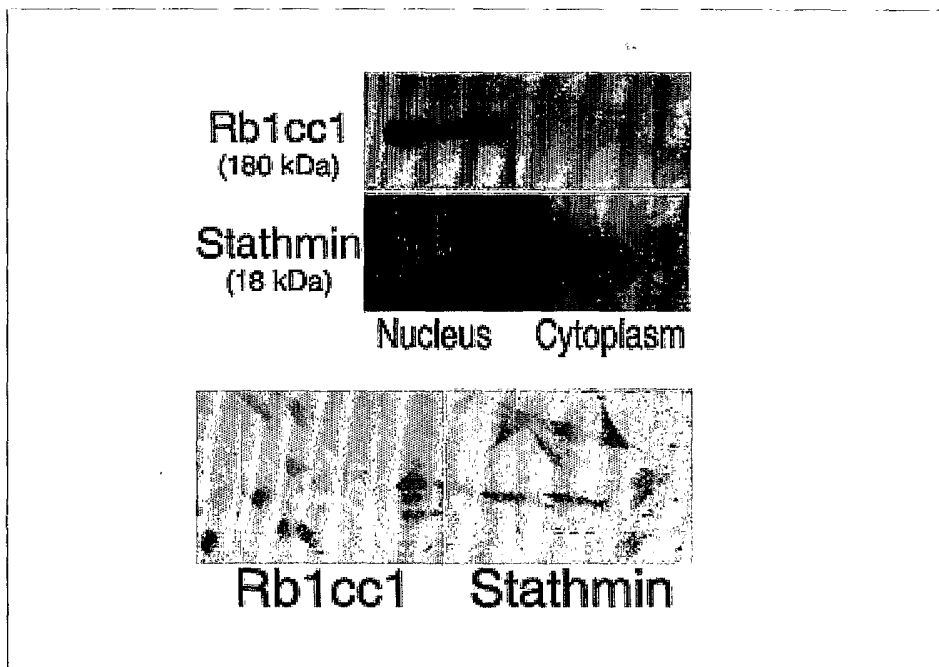 Rb1cc1
(180 kDa)
Stathmin
(18 kDa)
Nucleus Cytoplasm
Rb1cc1 Stathmin